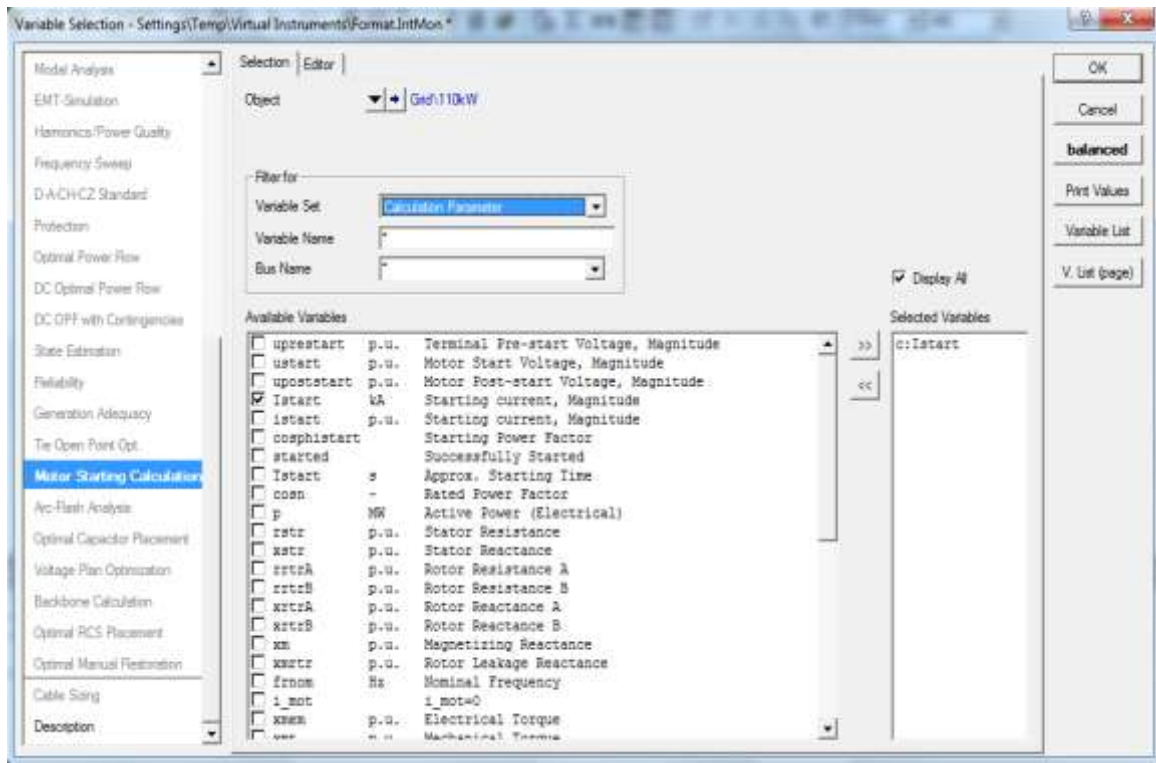 Variable Selection - Settings\Temp\Virtual Instruments\Format.IntMon *
Modal Analysis
EMT-Simulation
Harmonics/Power Quality
Frequency Sweep
D-A-CH-CZ Standard
Protection
Optimal Power Flow
DC Optimal Power Flow
DC OPF with Contingencies
State Estimation
Reliability
Generation Adequacy
Tie Open Point Opt.
Motor Starting Calculation
Arc-Flash Analysis
Optimal Capacitor Placement
Voltage Plan Optimization
Backbone Calculation
Optimal RCS Placement
Optimal Manual Restoration
Cable Sizing
Description
Selection Editor
Object Grid\110kW
Filter for
Variable Set Calculation Parameter
Variable Name *
Bus Name *
Display All
Available Variables
uprestart p.u. Terminal Pre-start Voltage, Magnitude
ustart p.u. Motor Start Voltage, Magnitude
upoststart p.u. Motor Post-start Voltage, Magnitude
Istart kA Starting current, Magnitude
istart p.u. Starting current, Magnitude
cosphistart Starting Power Factor
started Successfully Started
Tstart s Approx. Starting Time
cosn - Rated Power Factor
p MW Active Power (Electrical)
rstr p.u. Stator Resistance
xstr p.u. Stator Reactance
rrtrA p.u. Rotor Resistance A
rrtrB p.u. Rotor Resistance B
xrtrA p.u. Rotor Reactance A
xrtrB p.u. Rotor Reactance B
xm p.u. Magnetizing Reactance
xmrtr p.u. Rotor Leakage Reactance
frnom Hz Nominal Frequency
i_mot i_mot=0
xmem p.u. Electrical Torque
xmt p.u. Mechanical Torque
>>
<<
Selected Variables
c:Istart
OK
Cancel
balanced
Print Values
Variable List
V. List (page)